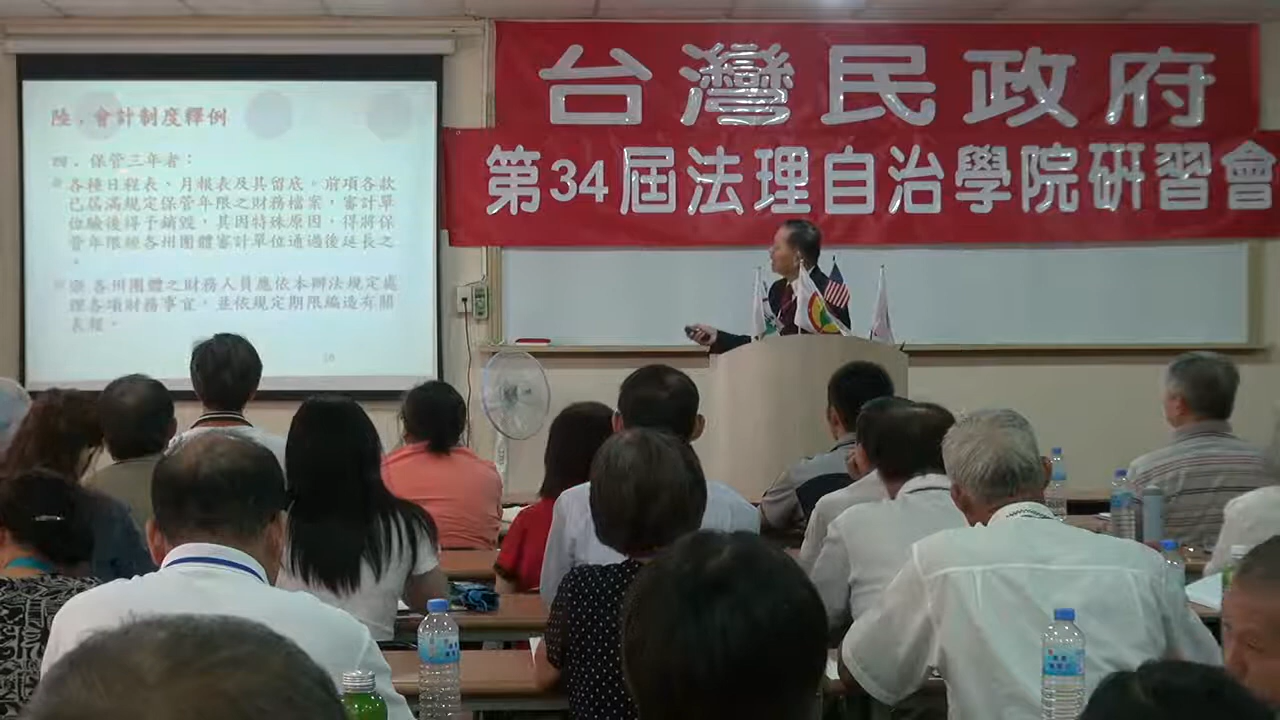 台灣民政府
第34屆法理自治學院研習會
陸．會計制度釋例
四．保管三年者：
各種日程表、月報表及其留底。前項各款
已屆滿規定保管年限之財務檔案，審計單
位驗後得予銷毀，其因特殊原因，得將保
管年限經各州團體審計單位通過後延長之
。
※ 各州團體之財務人員應依本辦法規定處
理各項財務事宜，並依規定期限編造有關
表報。